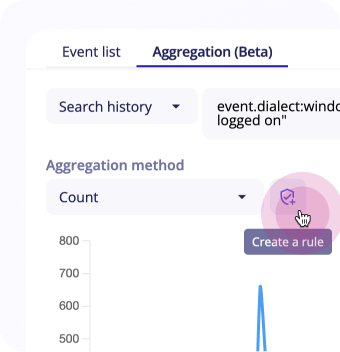 Event list
Aggregation (Beta)
Search history
event.dialect:windo
logged on"
Aggregation method
Count
Create a rule
800
700
600
500